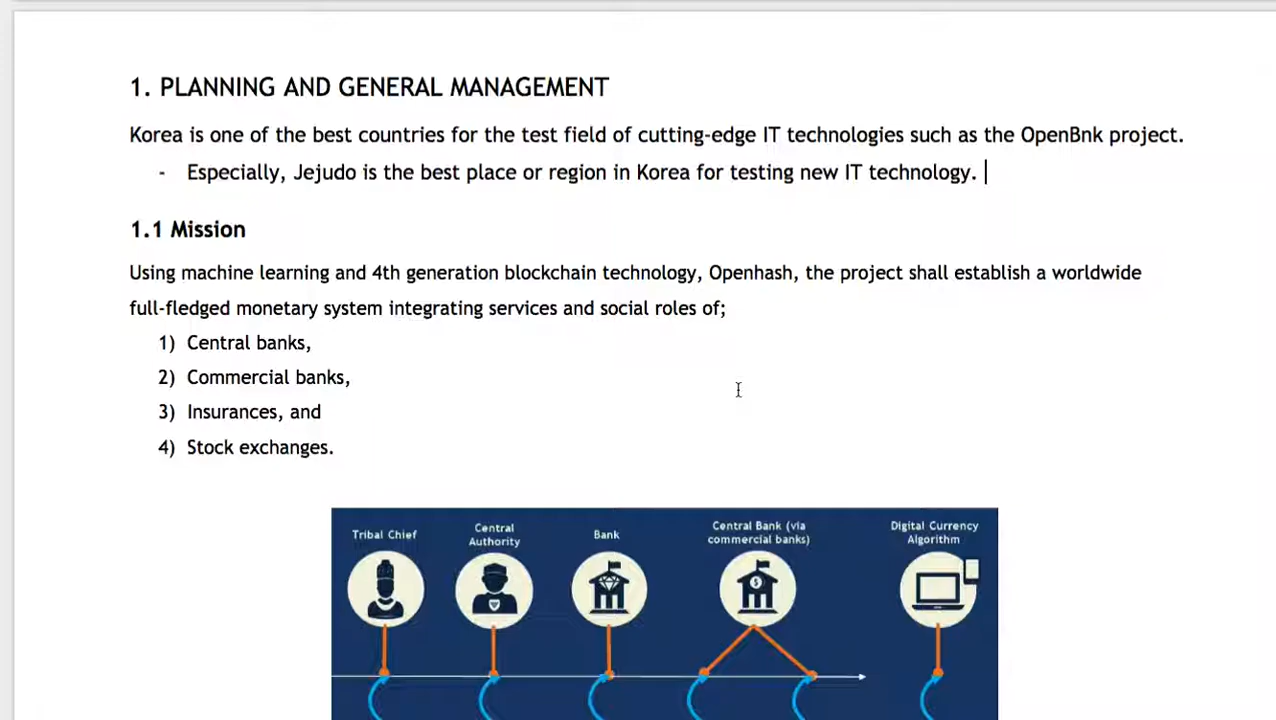 1. PLANNING AND GENERAL MANAGEMENT
Korea is one of the best countries for the test field of cutting-edge IT technologies such as the OpenBnk project.
- Especially, Jejudo is the best place or region in Korea for testing new IT technology.
1.1 Mission
Using machine learning and 4th generation blockchain technology, Openhash, the project shall establish a worldwide
full-fledged monetary system integrating services and social roles of;
1) Central banks,
2) Commercial banks,
3) Insurances, and
4) Stock exchanges.
Tribal Chief
Central
Authority
Bank
Central Bank (via
commercial banks)
Digital Currency
Algorithm